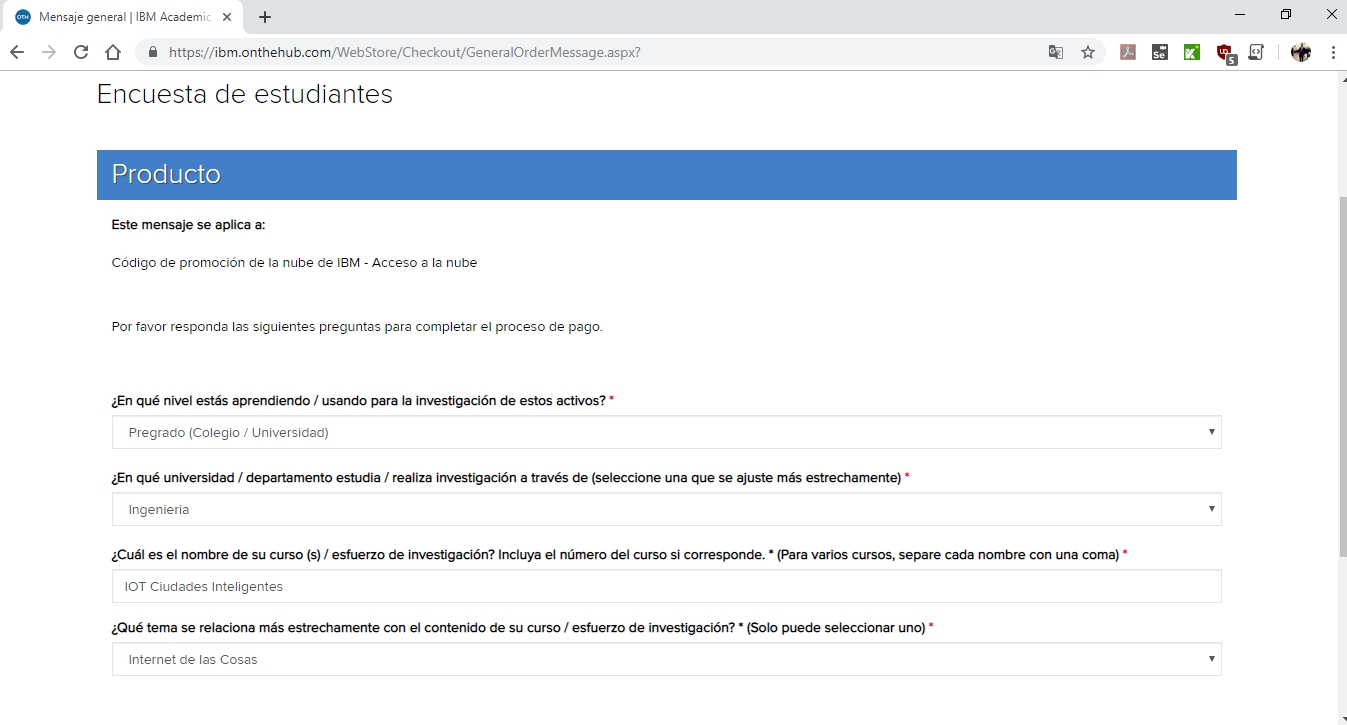 OTH Mensaje general | IBM Academic
https://ibm.onthehub.com/WebStore/Checkout/GeneralOrderMessage.aspx?
Se
5
Encuesta de estudiantes
Producto
Este mensaje se aplica a:
Código de promoción de la nube de IBM - Acceso a la nube
Por favor responda las siguientes preguntas para completar el proceso de pago.
¿En qué nivel estás aprendiendo / usando para la investigación de estos activos? *
Pregrado (Colegio / Universidad)
¿En qué universidad / departamento estudia / realiza investigación a través de (seleccione una que se ajuste más estrechamente) *
Ingenieria
¿Cuál es el nombre de su curso (s) / esfuerzo de investigación? Incluya el número del curso si corresponde. * (Para varios cursos, separe cada nombre con una coma) *
IOT Ciudades Inteligentes
¿Qué tema se relaciona más estrechamente con el contenido de su curso / esfuerzo de investigación? * (Solo puede seleccionar uno) *
Internet de las Cosas